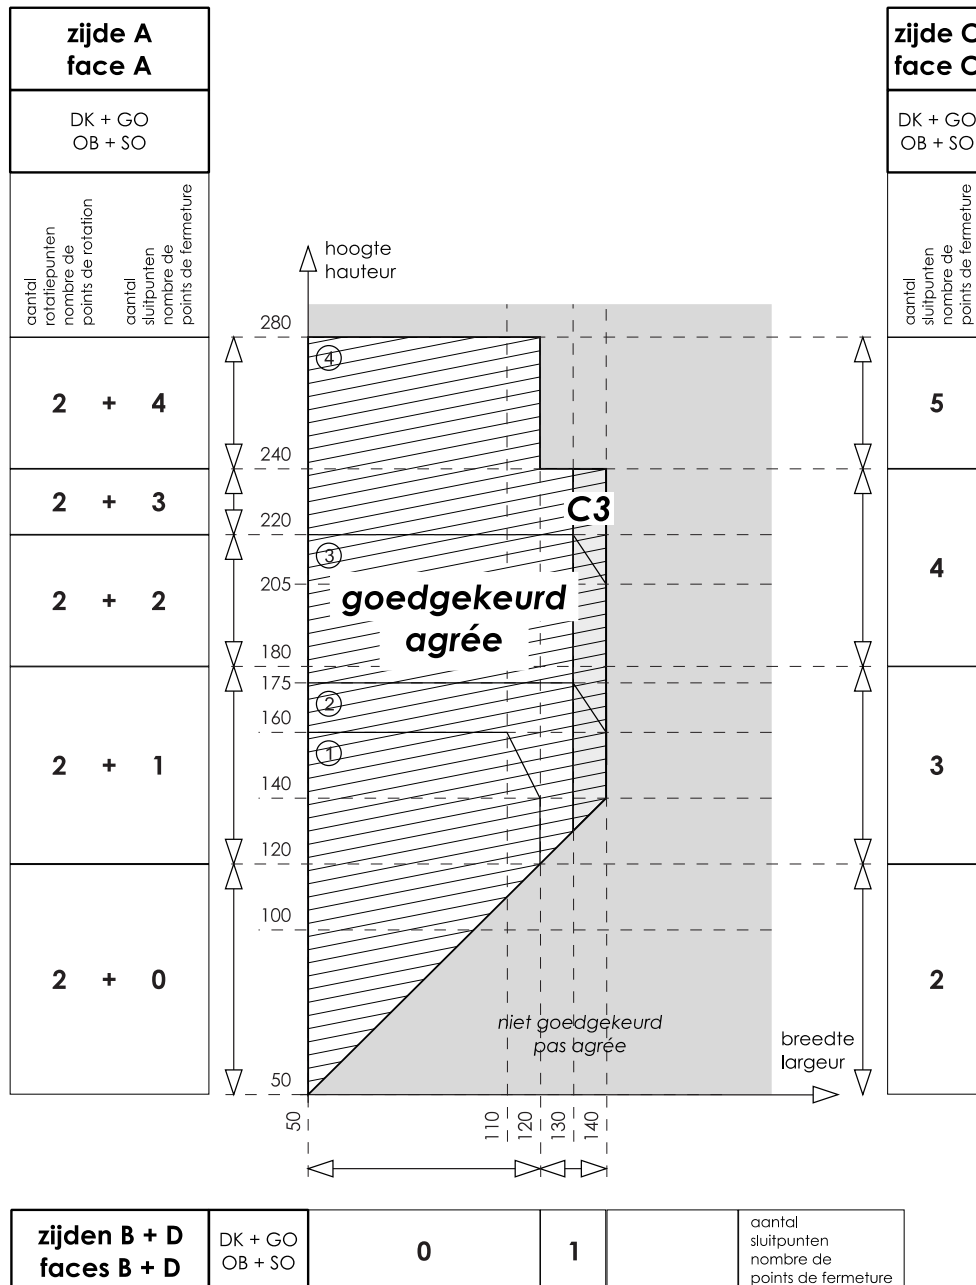 zijde A
face A
DK + GO
OB + SO
aantal
rotatiepunten
nombre de
points de rotation
aantal
sluitpunten
nombre de
points de fermeture
2 + 4
2 + 3
2 + 2
2 + 1
2 + 0
zijde C
face C
DK + GO
OB + SO
aantal
sluitpunten
nombre de
points de fermeture
5
4
3
2
hoogte
hauteur
280
240
220
205
180
175
160
140
120
100
50
4
C3
3
goedgekeurd
agrée
2
1
niet goedgekeurd
pas agrée
breedte
largeur
50
110
120
130
140
zijden B + D
faces B + D
DK + GO
OB + SO
0
1
aantal
sluitpunten
nombre de
points de fermeture